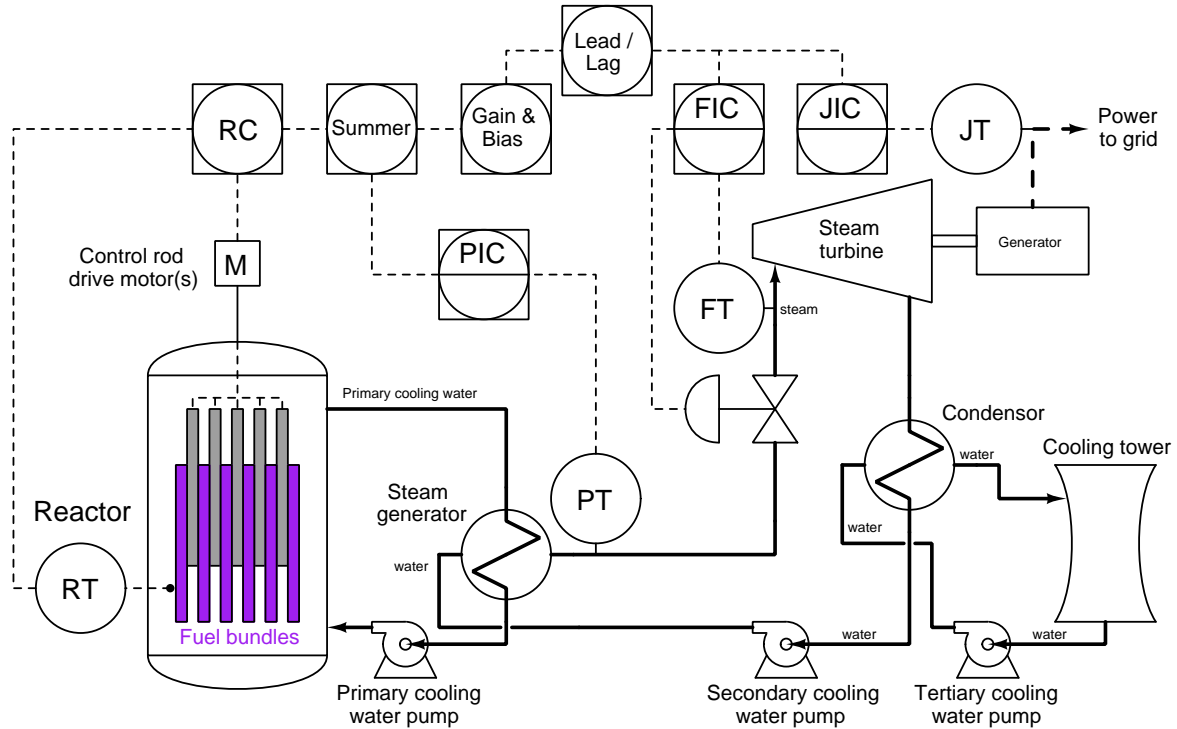 Lead /
Lag
RC
Summer
Gain &
Bias
FIC
JIC
JT
Power
to grid
Control rod
drive motor(s)
M
PIC
Steam
turbine
Generator
FT
steam
Primary cooling water
Condensor
water
Cooling tower
Reactor
Steam
generator
PT
water
water
RT
Fuel bundles
water
water
Primary cooling
water pump
Secondary cooling
water pump
Tertiary cooling
water pump